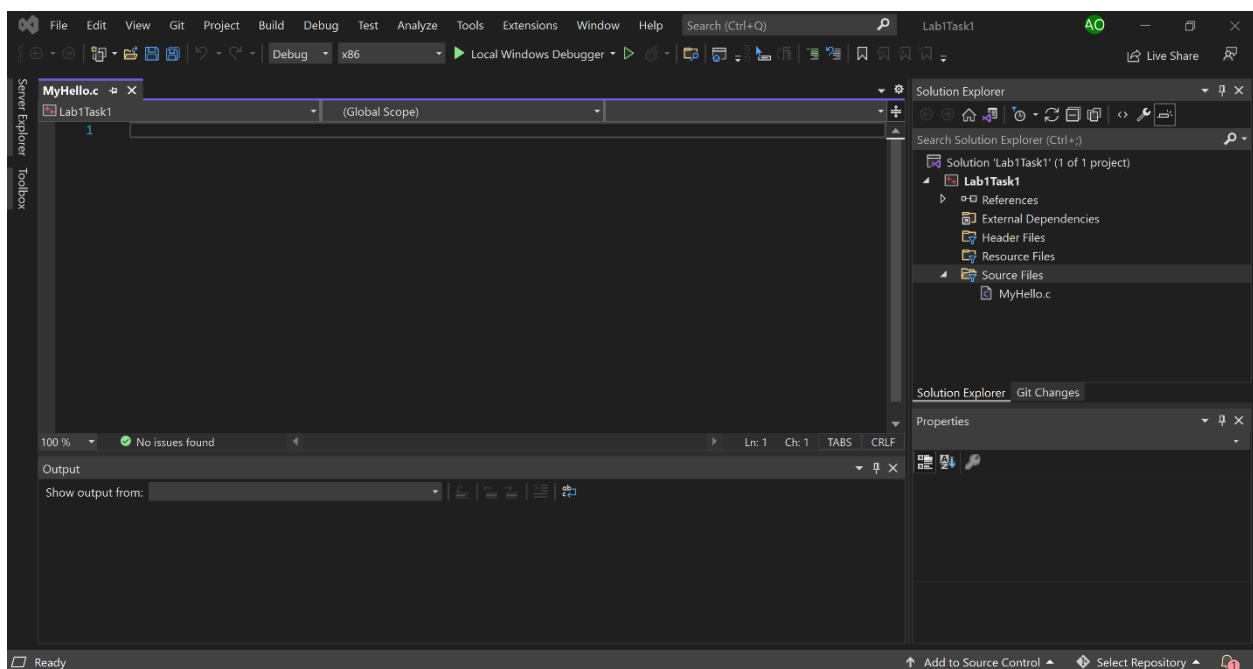 File Edit View Git Project Build Debug Test Analyze Tools Extensions Window Help Search (Ctrl+Q) Lab1Task1 AO
Debug x86 Local Windows Debugger Live Share
Server Explorer
Toolbox
MyHello.c
Lab1Task1 (Global Scope)
1
100 % No issues found Ln: 1 Ch: 1 TABS CRLF
Output
Show output from:
Solution Explorer
Search Solution Explorer (Ctrl+;)
Solution 'Lab1Task1' (1 of 1 project)
Lab1Task1
References
External Dependencies
Header Files
Resource Files
Source Files
MyHello.c
Solution Explorer Git Changes
Properties
Ready Add to Source Control Select Repository 1